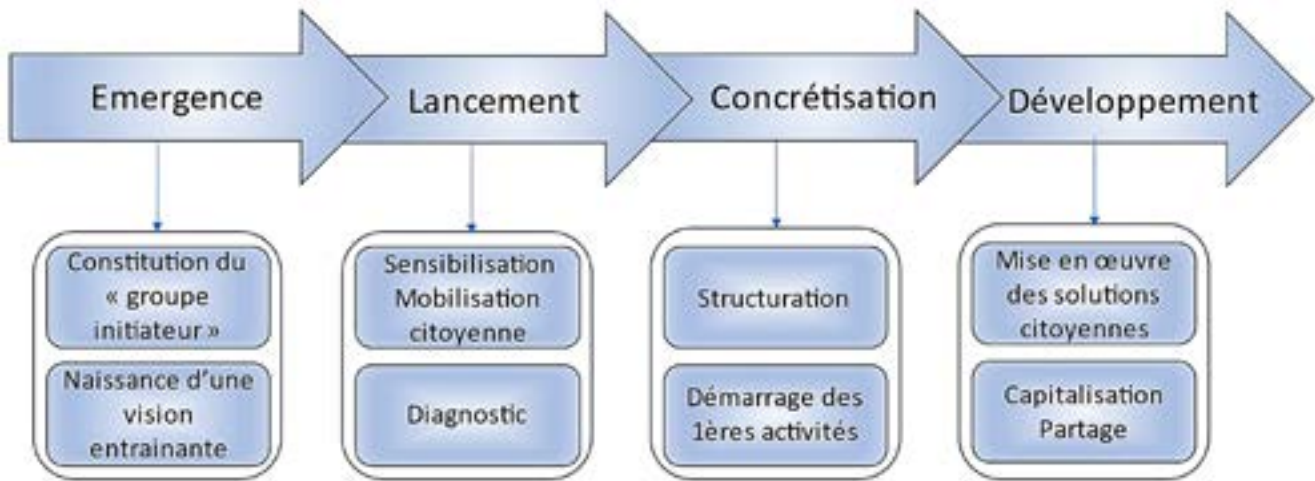 Emergence
Lancement
Concrétisation
Développement
Constitution du
« groupe
initiateur »
Naissance d'une
vision
entrainante
Sensibilisation
Mobilisation
citoyenne
Diagnostic
Structuration
Démarrage des
1ères activités
Mise en œuvre
des solutions
citoyennes
Capitalisation
Partage